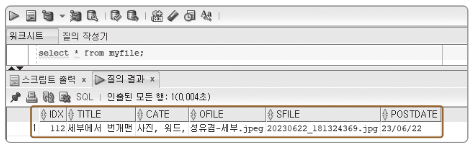 워크시트 질의 작성기
select * from myfile;
스크립트 출력 x 질의 결과 x
SQL | 인출된 모든 행: 1(0,004초)
IDX TITLE CATE OFILE SFILE POSTDATE
1 112 세부에서 번개맨 사진, 워드, 성유겸-세부.jpeg 20230622_181324369.jpg 23/06/22